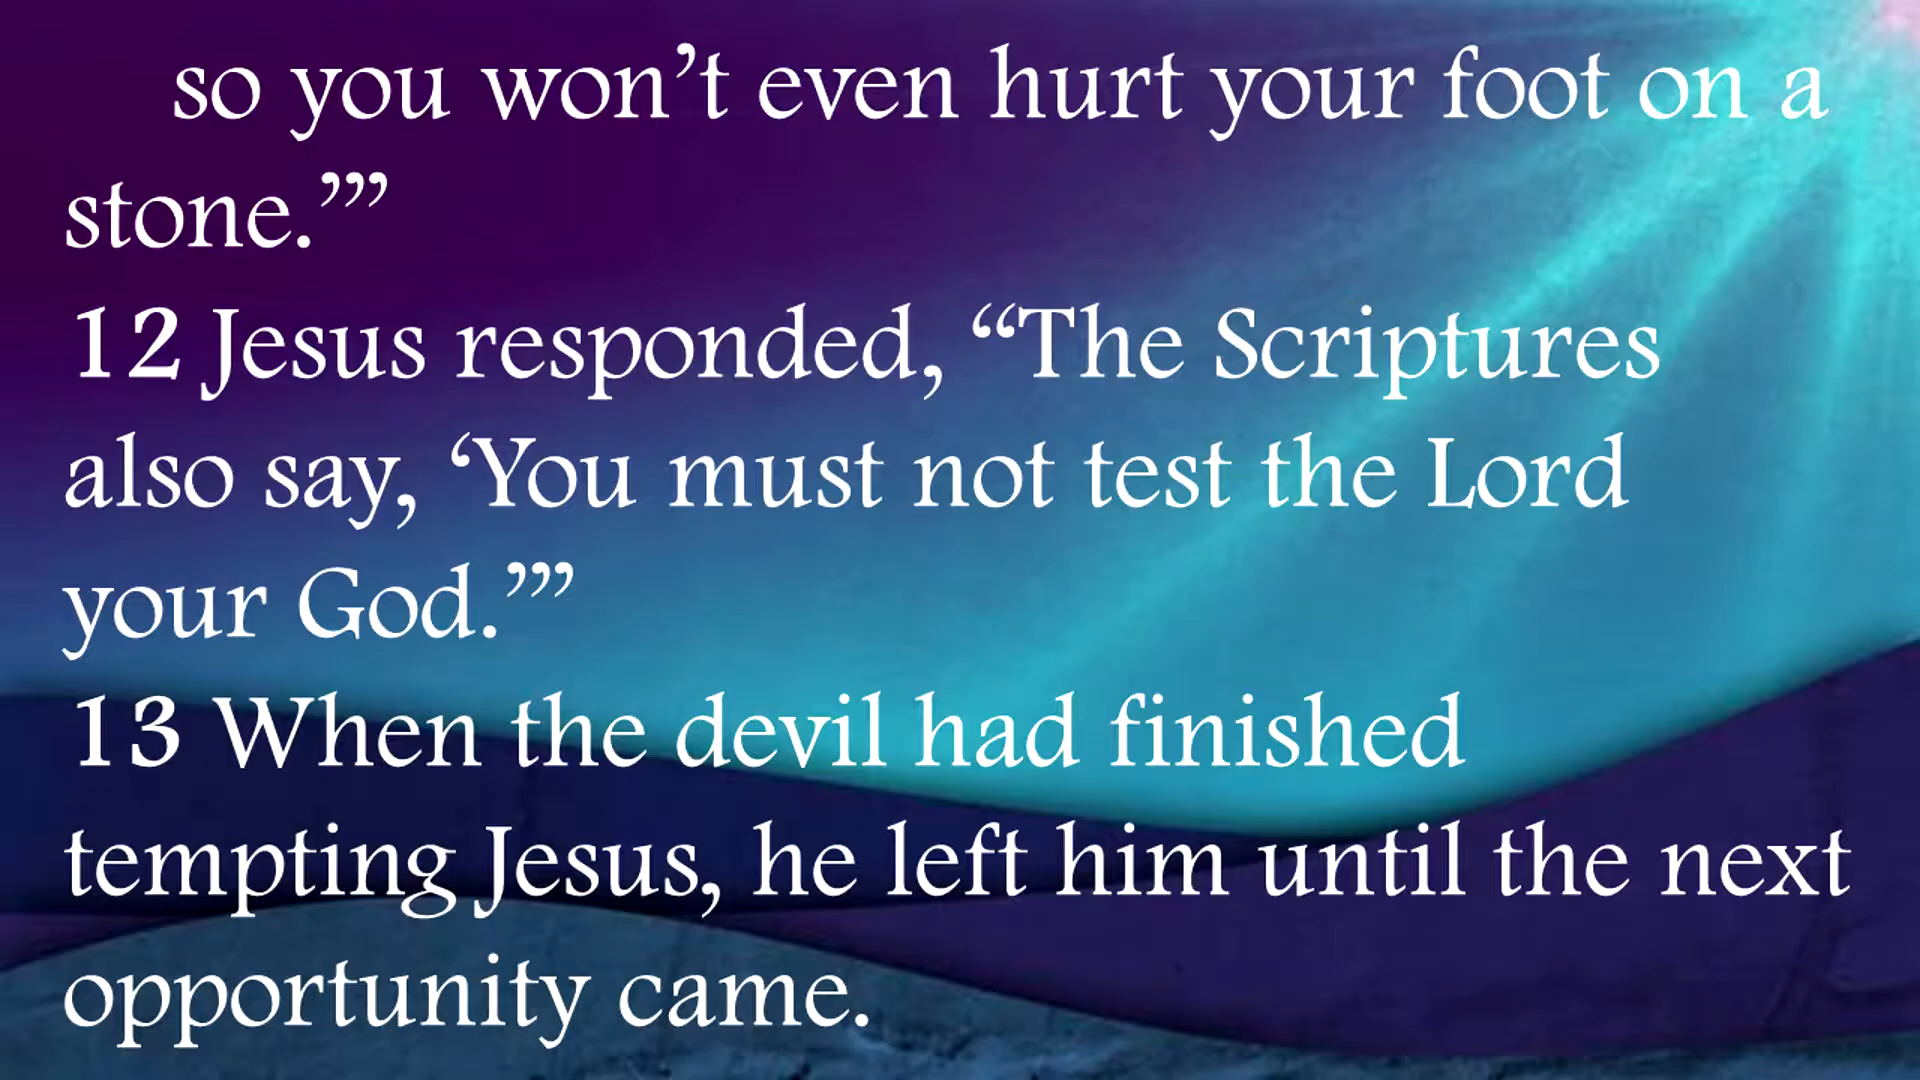 so you won’t even hurt your foot on a
stone.’”
12 Jesus responded, “The Scriptures
also say, ‘You must not test the Lord
your God.’”
13 When the devil had finished
tempting Jesus, he left him until the next
opportunity came.